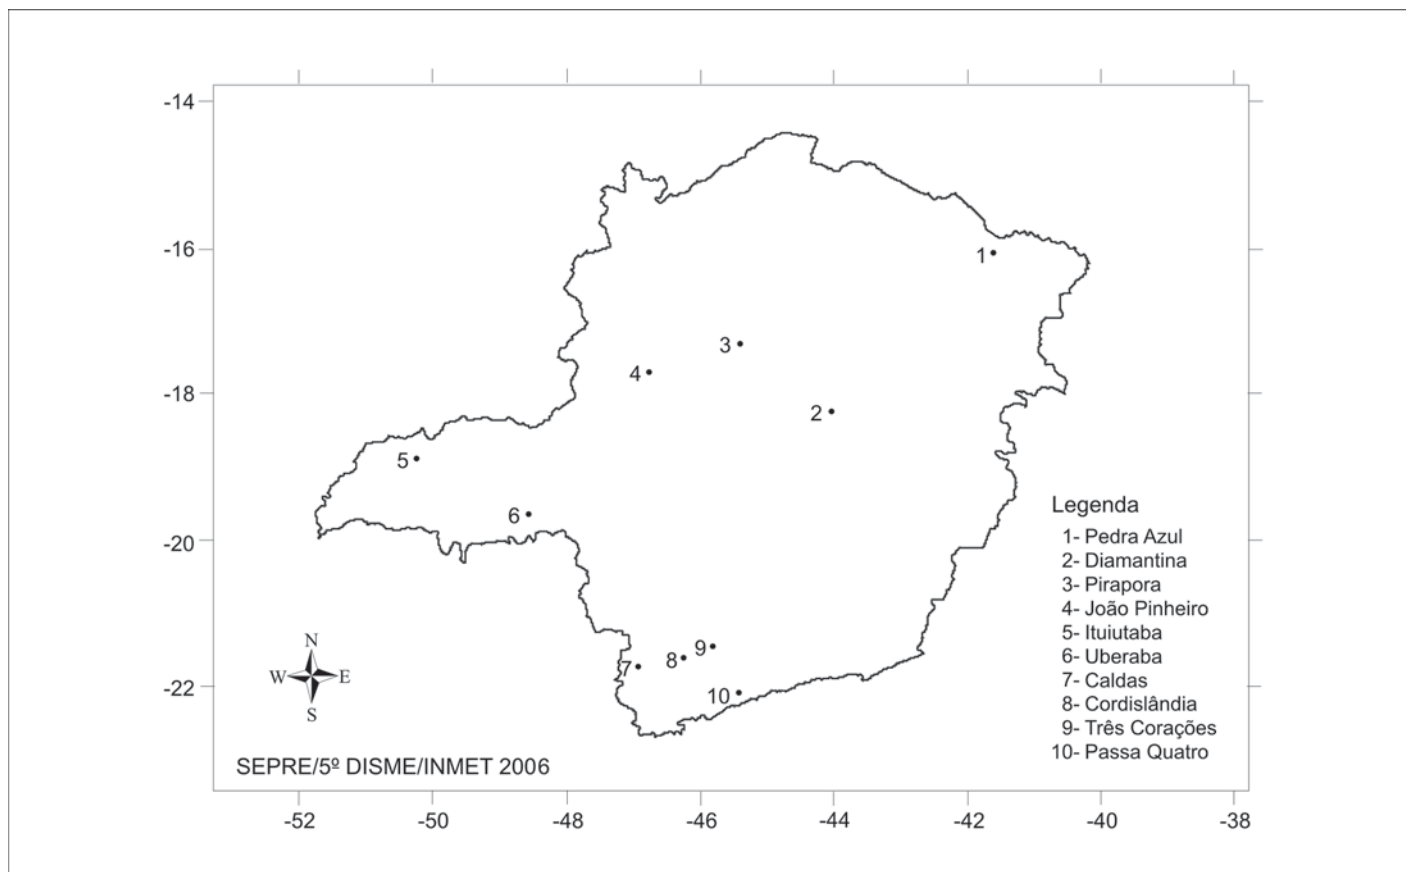 -14
-16
1
3
4
-18
2
5
Legenda
6
1- Pedra Azul
-20
2- Diamantina
3- Pirapora
4- João Pinheiro
5- Ituiutaba
N
9
6- Uberaba
W
E
7
8
7- Caldas
-22
10
8- Cordislândia
S
9- Três Corações
10- Passa Quatro
SEPRE/5º DISME/INMET 2006
-52
-50
-48
-46
-44
-42
-40
-38